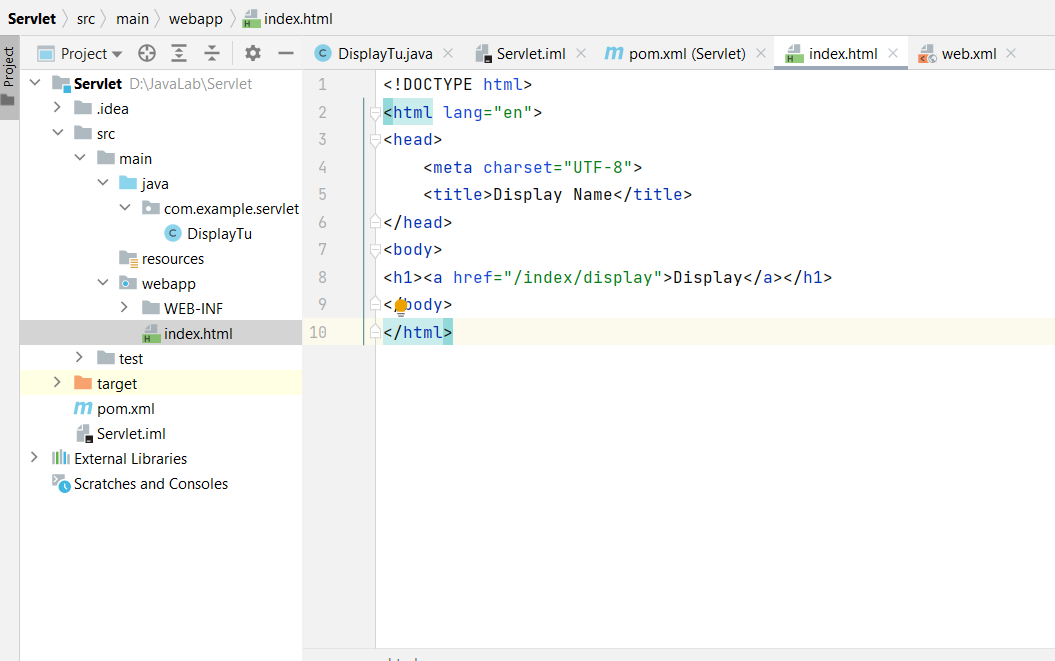 Servlet src main webapp index.html
Project
Project
DisplayTu.java Servlet.iml pom.xml (Servlet) index.html web.xml
Servlet D:\JavaLab\Servlet
.idea
src
main
java
com.example.servlet
DisplayTu
resources
webapp
WEB-INF
index.html
test
target
pom.xml
Servlet.iml
External Libraries
Scratches and Consoles
1 <!DOCTYPE html>
2 <html lang="en">
3 <head>
4 <meta charset="UTF-8">
5 <title>Display Name</title>
6 </head>
7 <body>
8 <h1><a href="/index/display">Display</a></h1>
9 </body>
10 </html>